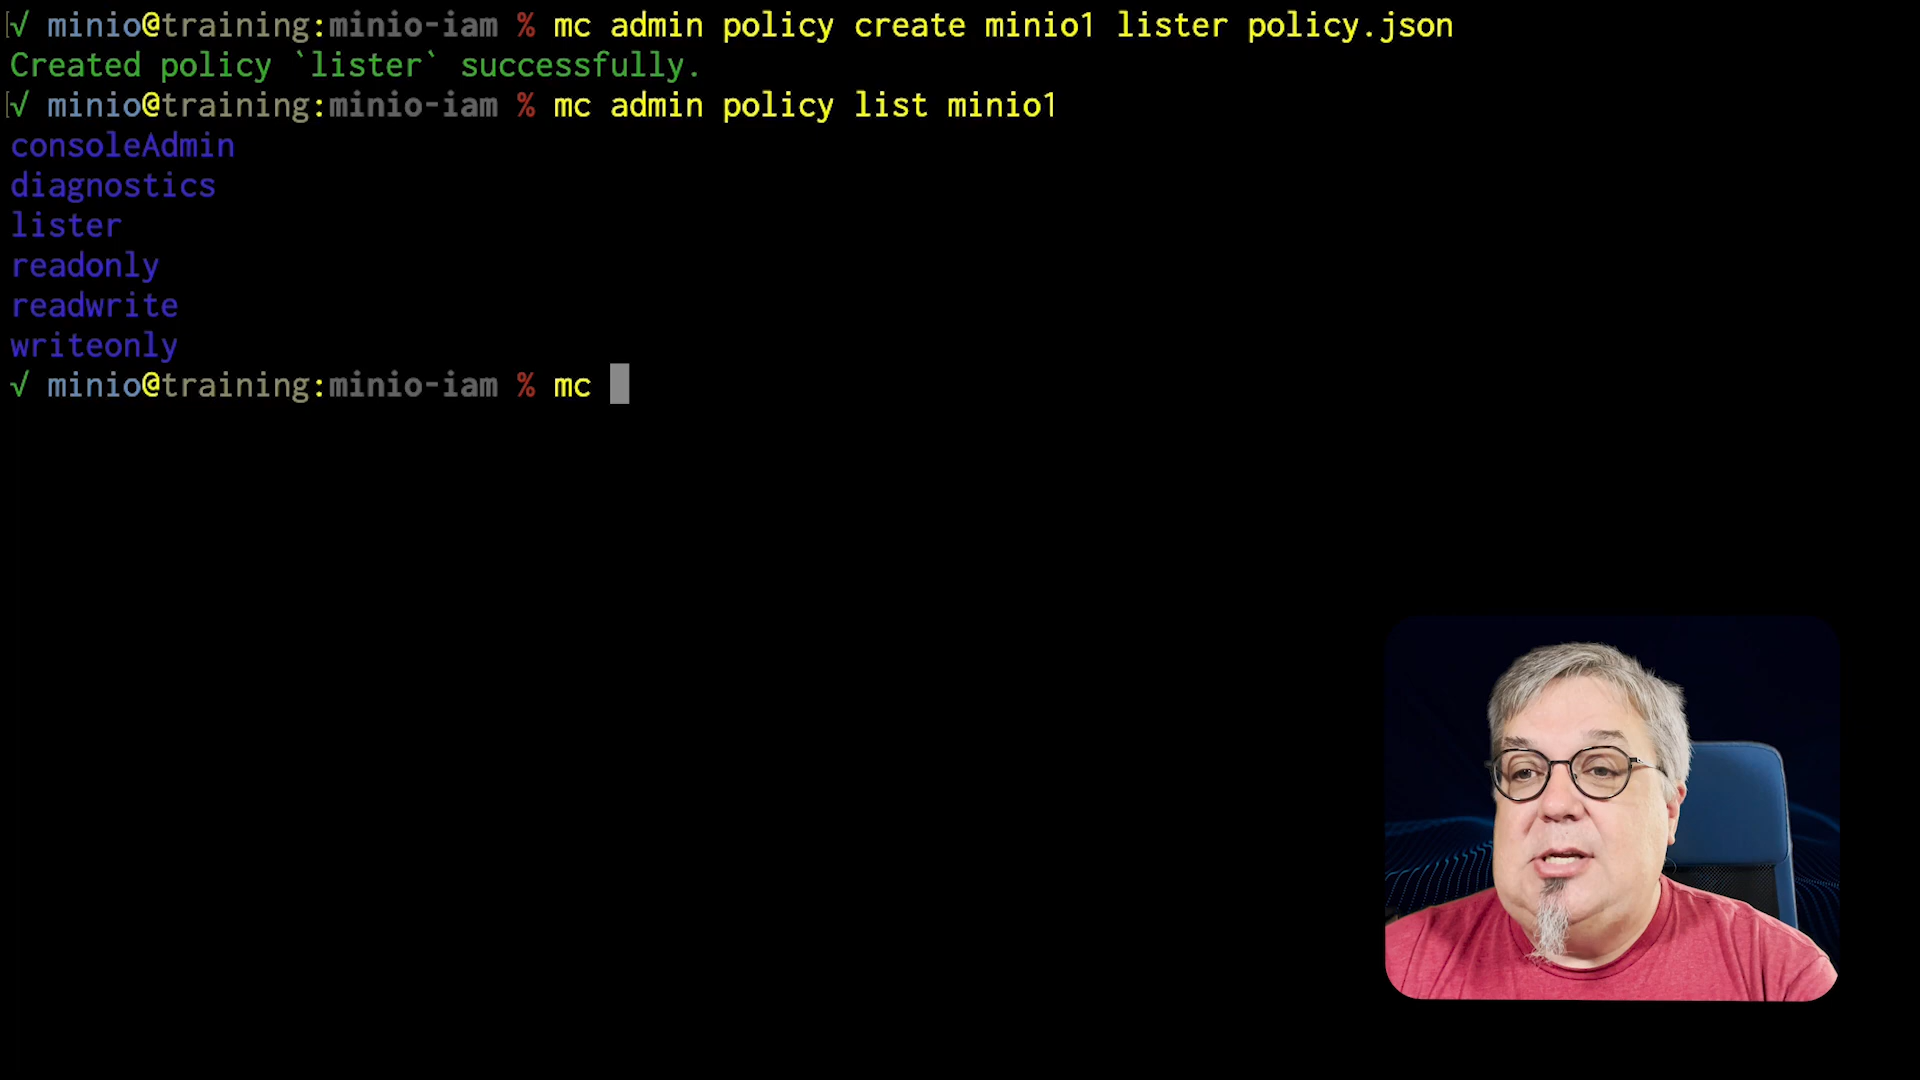 √ minio@training:minio-iam % mc admin policy create minio1 lister policy.json
Created policy `lister` successfully.
√ minio@training:minio-iam % mc admin policy list minio1
consoleAdmin
diagnostics
lister
readonly
readwrite
writeonly
√ minio@training:minio-iam % mc